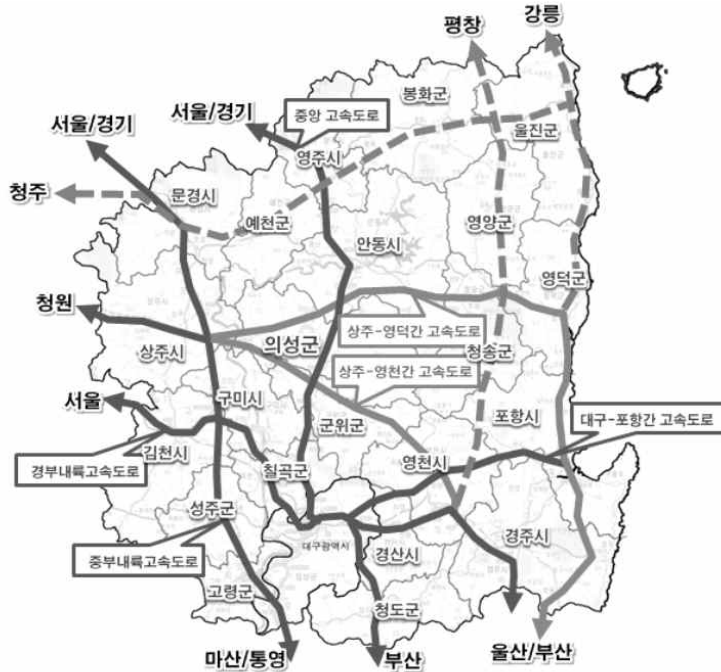 평창
강릉
봉화군
서울/경기
서울/경기
중앙 고속도로
울진군
영주시
청주
문경시
예천군
영양군
안동시
영덕군
청원
상주-영덕간 고속도로
의성군
청송군
상주시
상주-영천간 고속도로
서울
구미시
군위군
포항시
대구-포항간 고속도로
김천시
경부내륙고속도로
칠곡군
영천시
성주군
대구광역시
경산시
경주시
중부내륙고속도로
고령군
청도군
마산/통영
부산
울산/부산